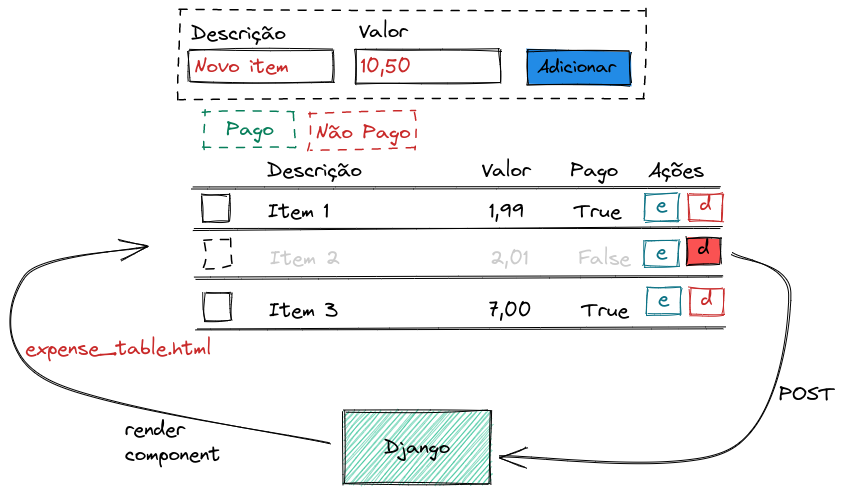 Descrição Valor
Novo item 10,50 Adicionar
Pago Não Pago
Descrição Valor Pago Ações
Item 1 1,99 True e d
Item 2 2,01 False e d
Item 3 7,00 True e d
expense_table.html
POST
render
component
Django